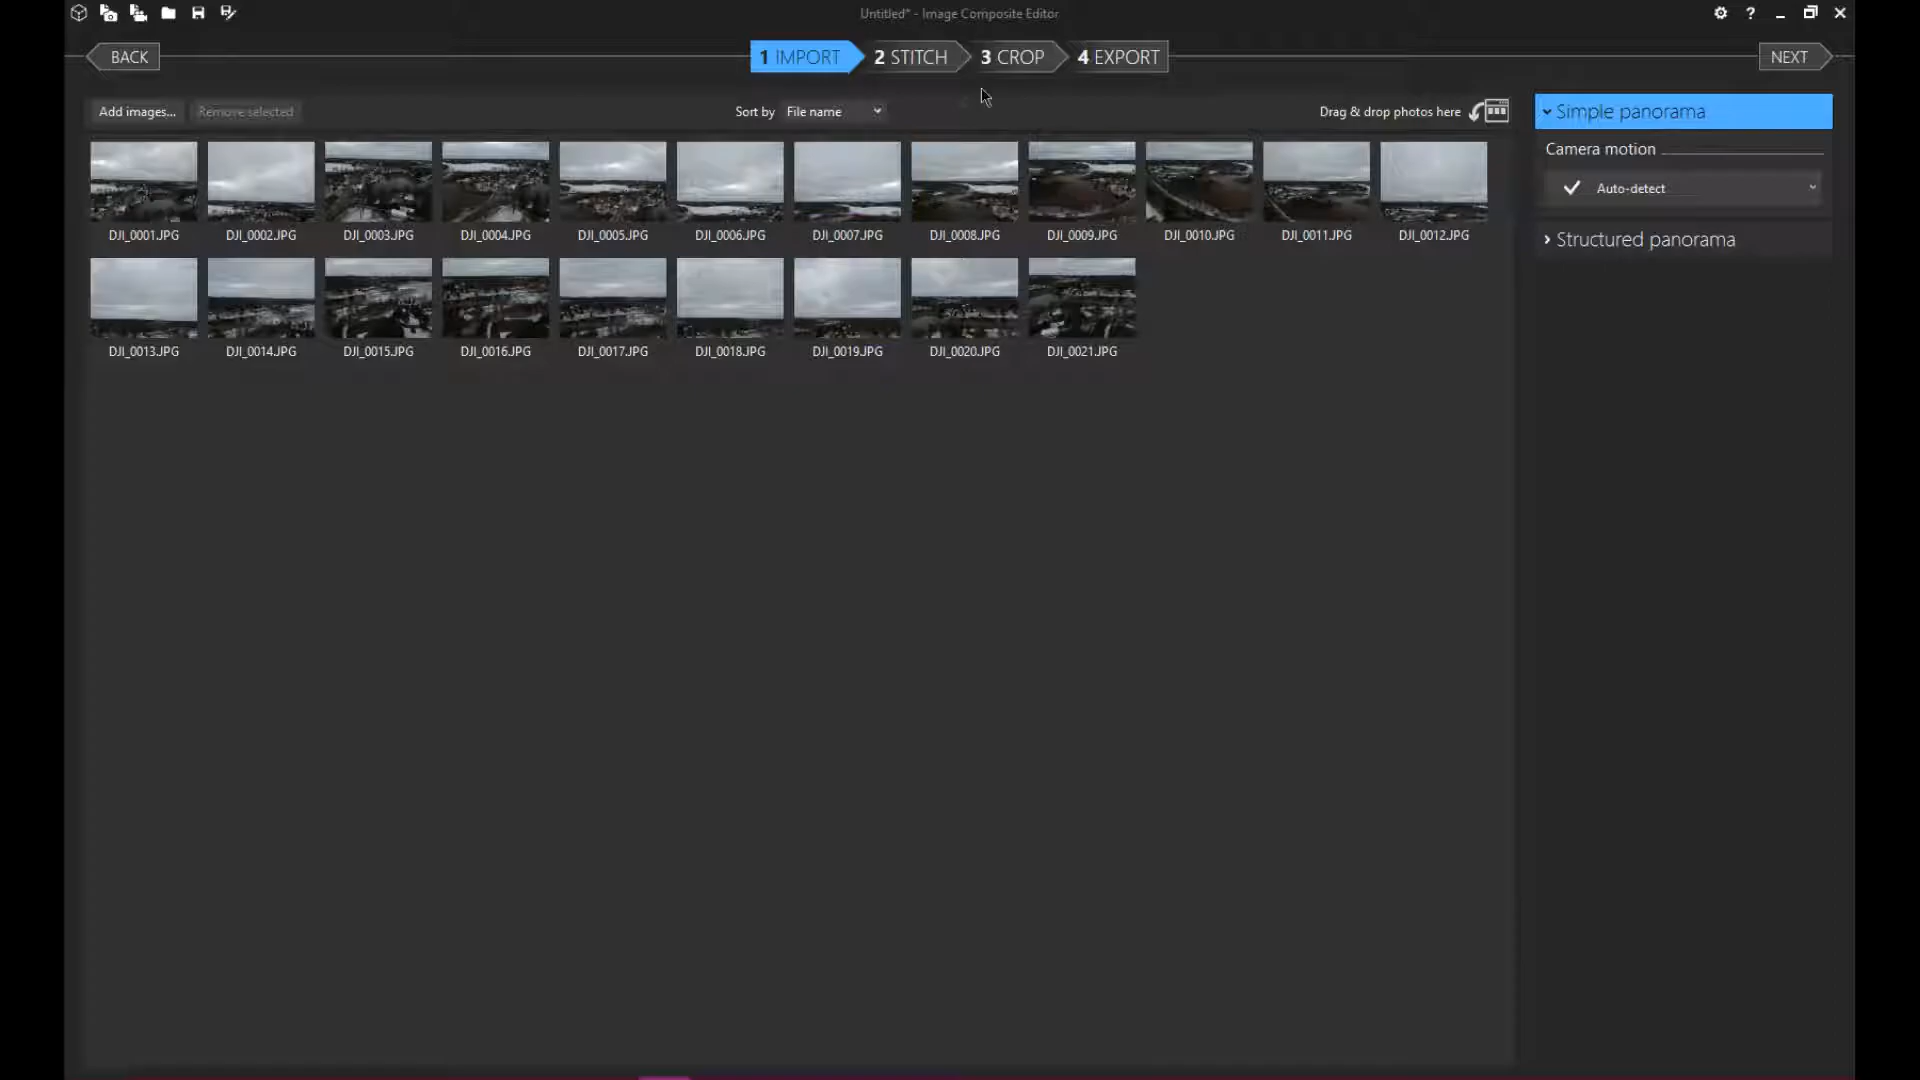 Untitled* - Image Composite Editor
?
BACK
1 IMPORT
2 STITCH
3 CROP
4 EXPORT
NEXT
Add images...
Remove selected
Sort by
File name
Drag & drop photos here
Simple panorama
Camera motion
Auto-detect
Structured panorama
DJI_0001.JPG
DJI_0002.JPG
DJI_0003.JPG
DJI_0004.JPG
DJI_0005.JPG
DJI_0006.JPG
DJI_0007.JPG
DJI_0008.JPG
DJI_0009.JPG
DJI_0010.JPG
DJI_0011.JPG
DJI_0012.JPG
DJI_0013.JPG
DJI_0014.JPG
DJI_0015.JPG
DJI_0016.JPG
DJI_0017.JPG
DJI_0018.JPG
DJI_0019.JPG
DJI_0020.JPG
DJI_0021.JPG